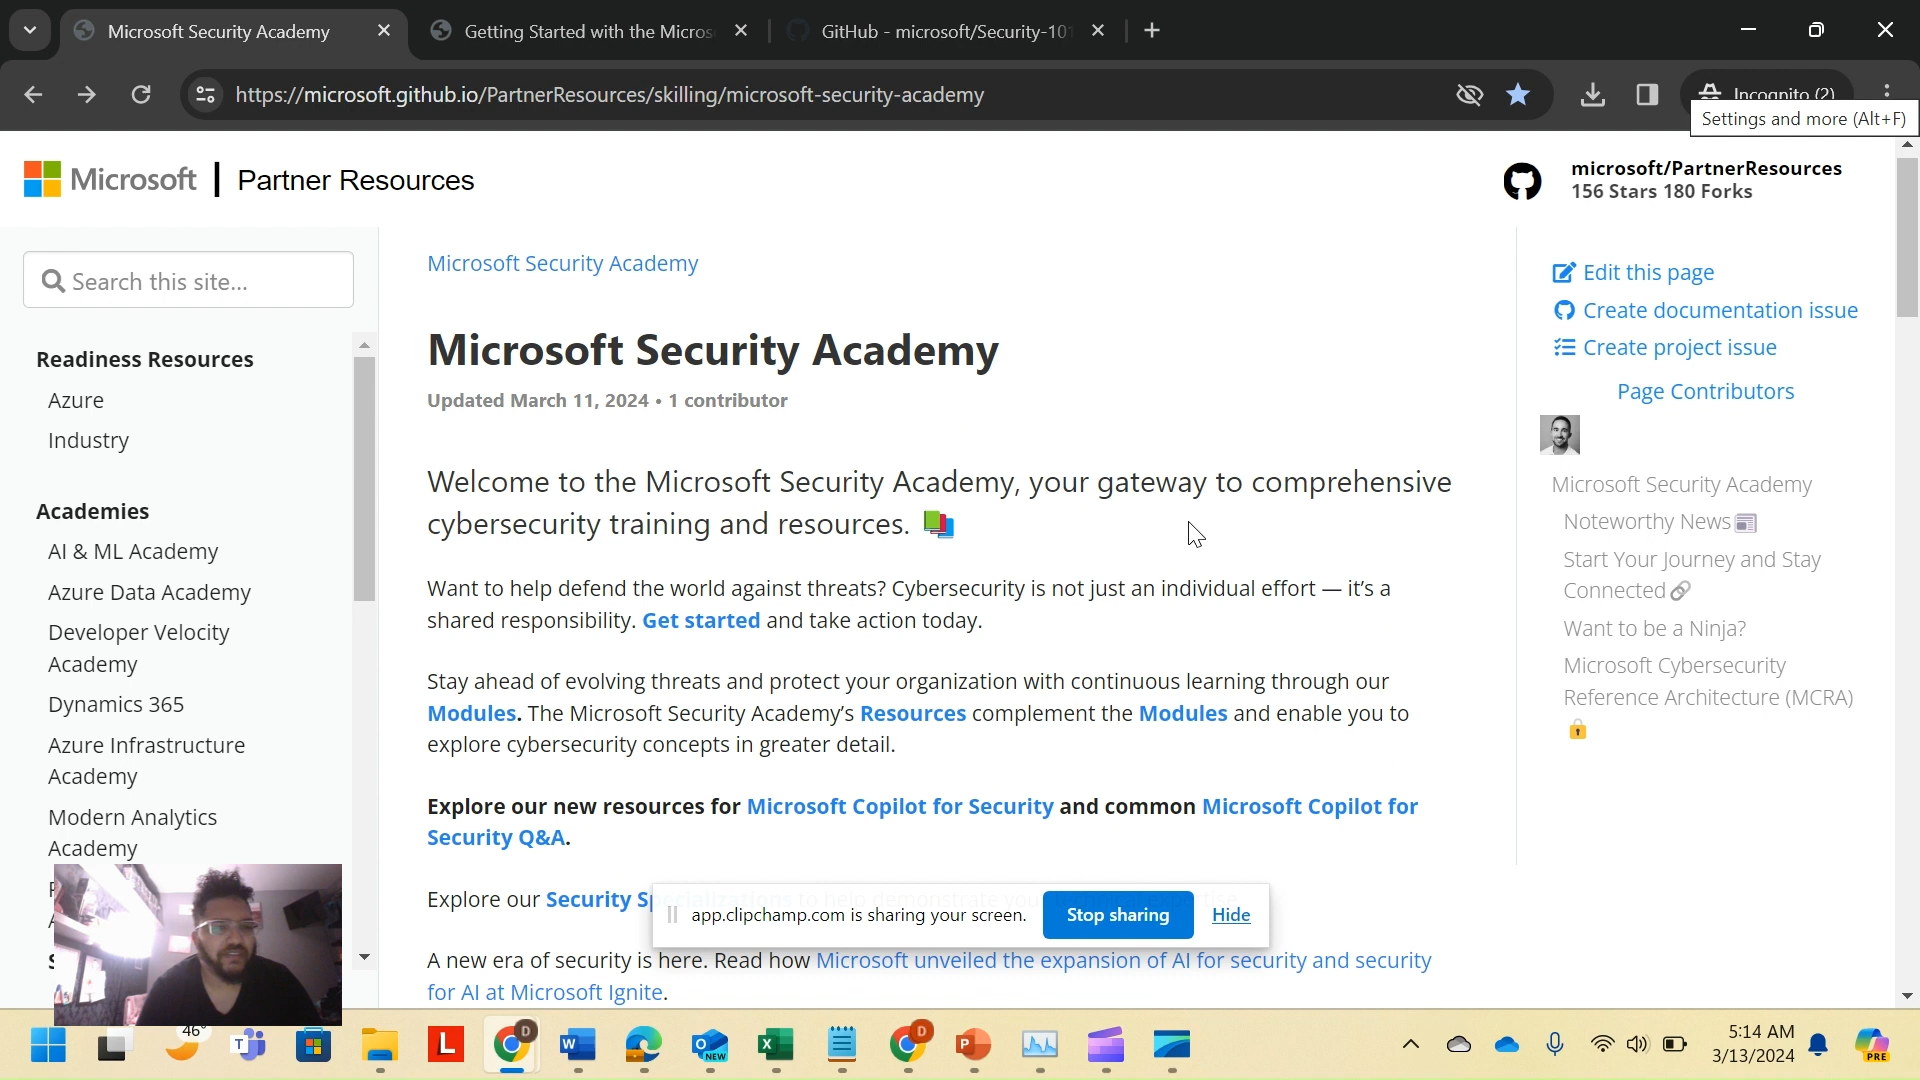 Microsoft Security Academy
Getting Started with the Micros
GitHub - microsoft/Security-101
https://microsoft.github.io/PartnerResources/skilling/microsoft-security-academy
Incognito (2)
Settings and more (Alt+F)
Microsoft | Partner Resources
microsoft/PartnerResources
156 Stars 180 Forks
Search this site...
Readiness Resources
Azure
Industry
Academies
AI & ML Academy
Azure Data Academy
Developer Velocity
Academy
Dynamics 365
Azure Infrastructure
Academy
Modern Analytics
Academy
Microsoft Security Academy
Microsoft Security Academy
Updated March 11, 2024 • 1 contributor
Welcome to the Microsoft Security Academy, your gateway to comprehensive
cybersecurity training and resources.
Want to help defend the world against threats? Cybersecurity is not just an individual effort — it's a
shared responsibility. Get started and take action today.
Stay ahead of evolving threats and protect your organization with continuous learning through our
Modules. The Microsoft Security Academy's Resources complement the Modules and enable you to
explore cybersecurity concepts in greater detail.
Explore our new resources for Microsoft Copilot for Security and common Microsoft Copilot for
Security Q&A.
Explore our Security Specializations to help demonstrate your technical expertise.
app.clipchamp.com is sharing your screen.
Stop sharing
Hide
A new era of security is here. Read how Microsoft unveiled the expansion of AI for security and security
for AI at Microsoft Ignite.
Edit this page
Create documentation issue
Create project issue
Page Contributors
Microsoft Security Academy
Noteworthy News
Start Your Journey and Stay
Connected
Want to be a Ninja?
Microsoft Cybersecurity
Reference Architecture (MCRA)
46°
5:14 AM
3/13/2024
NEW
PRE